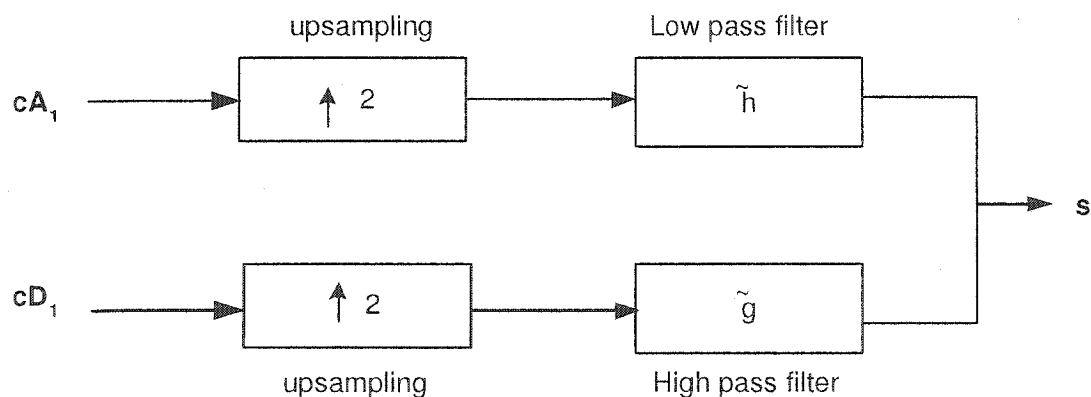 upsampling
Low pass filter
cA₁
↑ 2
h̃
s
cD₁
↑ 2
g̃
upsampling
High pass filter